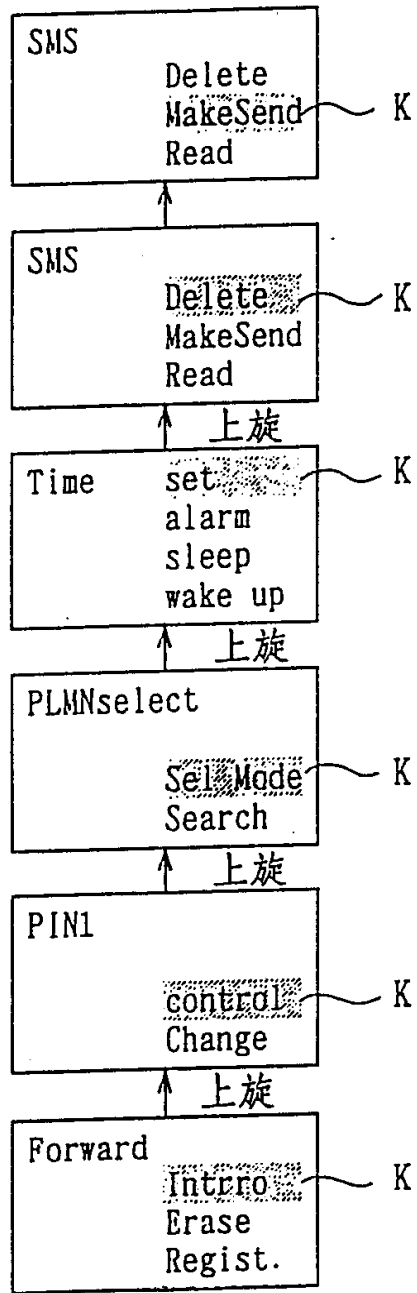 SMS
Delete
MakeSend K
Read
SMS
Delete K
MakeSend
Read
上旋
Time set K
alarm
sleep
wake up
上旋
PLMNselect
Sel Mode K
Search
上旋
PIN1
control K
Change
上旋
Forward
Intrro K
Erase
Regist.